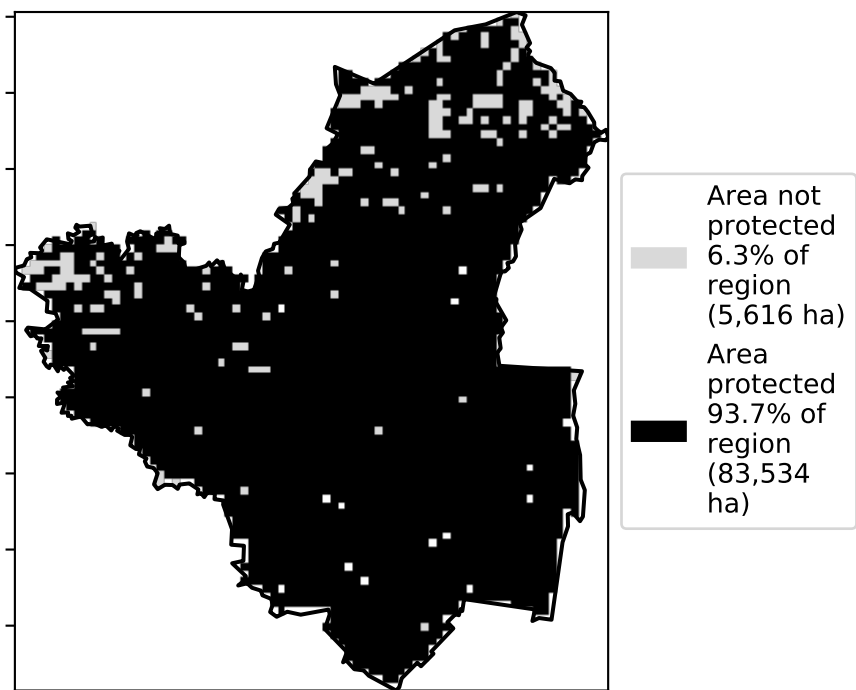 Area not
protected
6.3% of
region
(5,616 ha)
Area
protected
93.7% of
region
(83,534
ha)